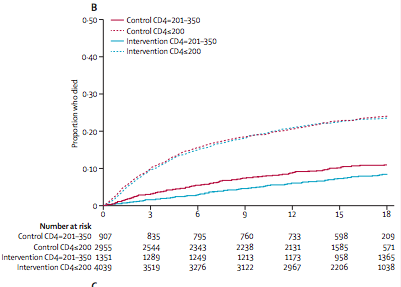 B
0·50
Control CD4=201–350
Control CD4≤200
Intervention CD4=201–350
Intervention CD4≤200
0·40
0·30
0·20
0·10
0
Proportion who died
0 3 6 9 12 15 18
Number at risk
Control CD4=201–350 907 835 795 760 733 598 209
Control CD4≤200 2955 2544 2343 2238 2131 1585 571
Intervention CD4=201–350 1351 1289 1249 1213 1173 958 1365
Intervention CD4≤200 4039 3519 3276 3122 2967 2206 1038